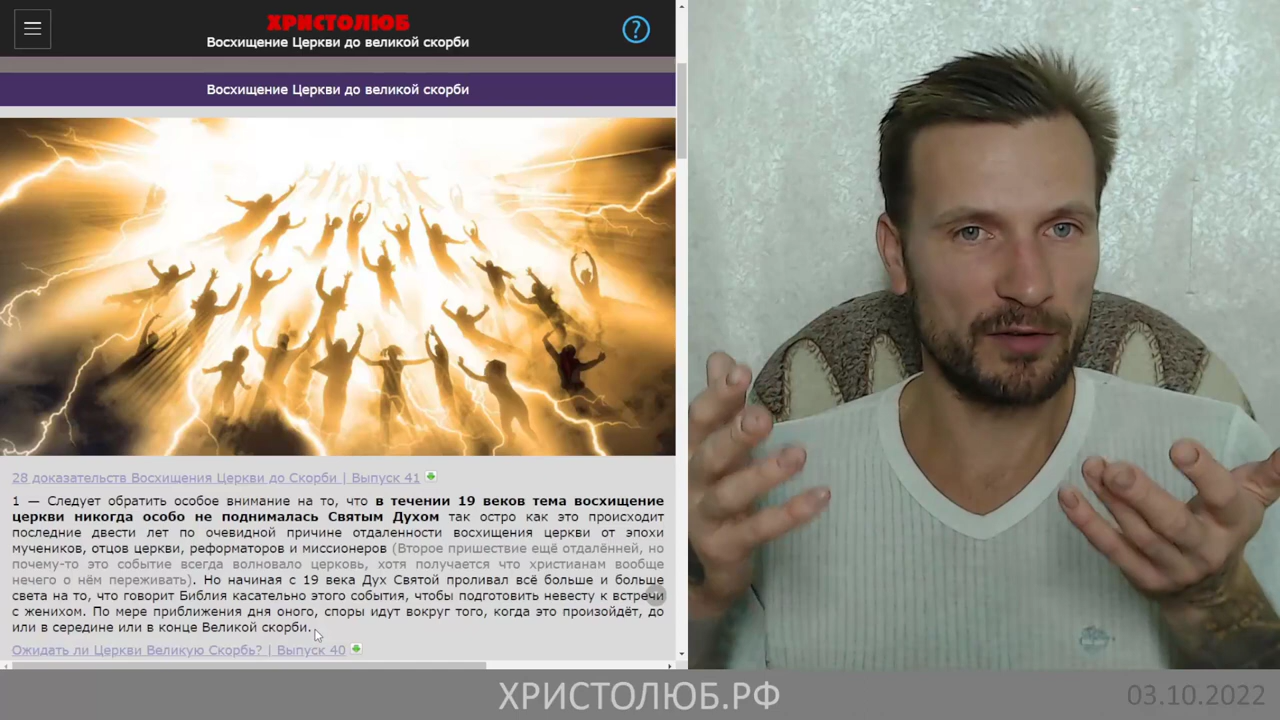 ХРИСТОЛЮБ
Восхищение Церкви до великой скорби
?
Восхищение Церкви до великой скорби
28 доказательств Восхищения Церкви до Скорби | Выпуск 41
1 — Следует обратить особое внимание на то, что в течении 19 веков тема восхищение
церкви никогда особо не поднималась Святым Духом так остро как это происходит
последние двести лет по очевидной причине отдаленности восхищения церкви от эпохи
мучеников, отцов церкви, реформаторов и миссионеров (Второе пришествие ещё отдалённей, но
почему-то это событие всегда волновало церковь, хотя получается что христианам вообще
нечего о нём переживать). Но начиная с 19 века Дух Святой проливал всё больше и больше
света на то, что говорит Библия касательно этого события, чтобы подготовить невесту к встречи
с женихом. По мере приближения дня оного, споры идут вокруг того, когда это произойдёт, до
или в середине или в конце Великой скорби.
Ожидать ли Церкви Великую Скорбь? | Выпуск 40
ХРИСТОЛЮБ.РФ
03.10.2022